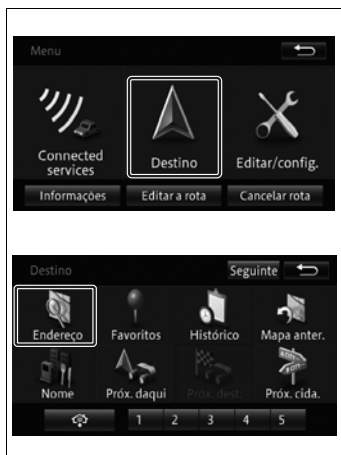 Menu
Connected services
Destino
Editar/config.
Informações
Editar a rota
Cancelar rota
Destino
Seguinte
Endereço
Favoritos
Histórico
Mapa anter.
Nome
Próx. daqui
Próx. dest.
Próx. cida.
1 2 3 4 5